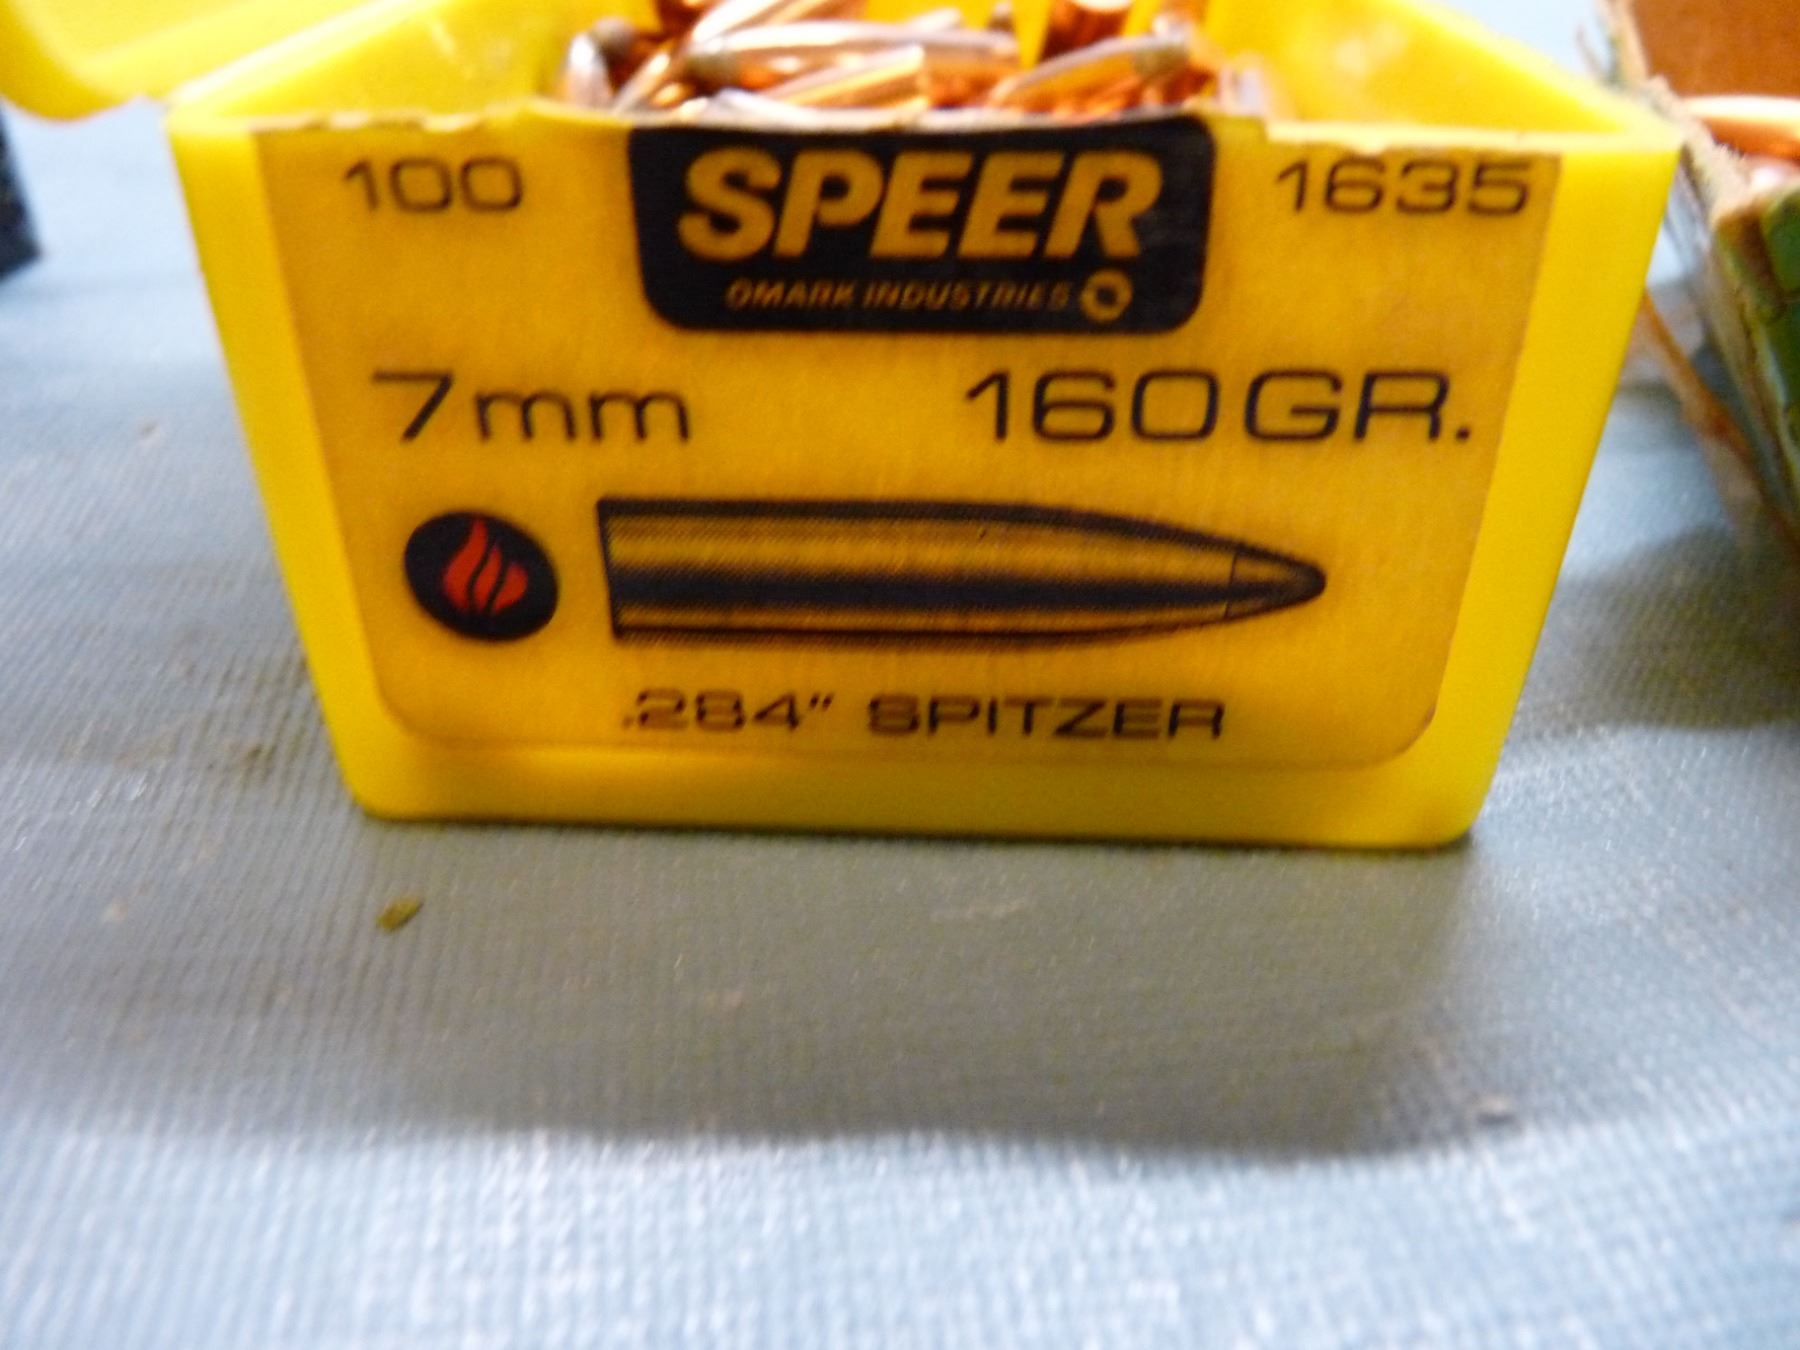 100 SPEER 1635
OMARK INDUSTRIES
7mm 160GR.
.284" SPITZER